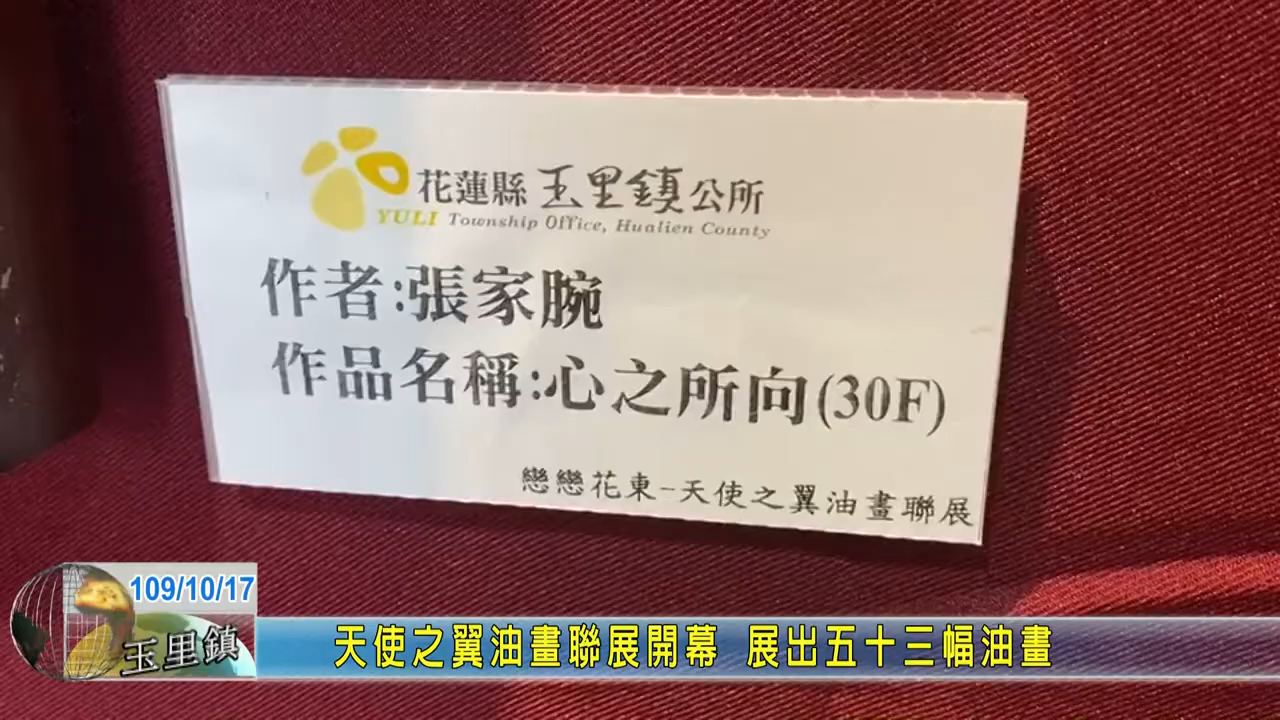 花蓮縣玉里鎮公所
YULI Township Office, Hualien County
作者:張家腕
作品名稱:心之所向(30F)
戀戀花東-天使之翼油畫聯展
109/10/17
玉里鎮
天使之翼油畫聯展開幕 展出五十三幅油畫